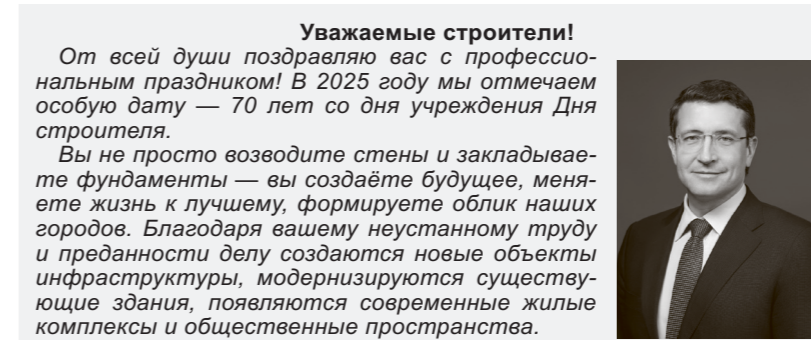 Уважаемые строители!
От всей души поздравляю вас с профессио-
нальным праздником! В 2025 году мы отмечаем
особую дату — 70 лет со дня учреждения Дня
строителя.
Вы не просто возводите стены и закладывае-
те фундаменты — вы создаёте будущее, меня-
ете жизнь к лучшему, формируете облик наших
городов. Благодаря вашему неустанному труду
и преданности делу создаются новые объекты
инфраструктуры, модернизируются существу-
ющие здания, появляются современные жилые
комплексы и общественные пространства.